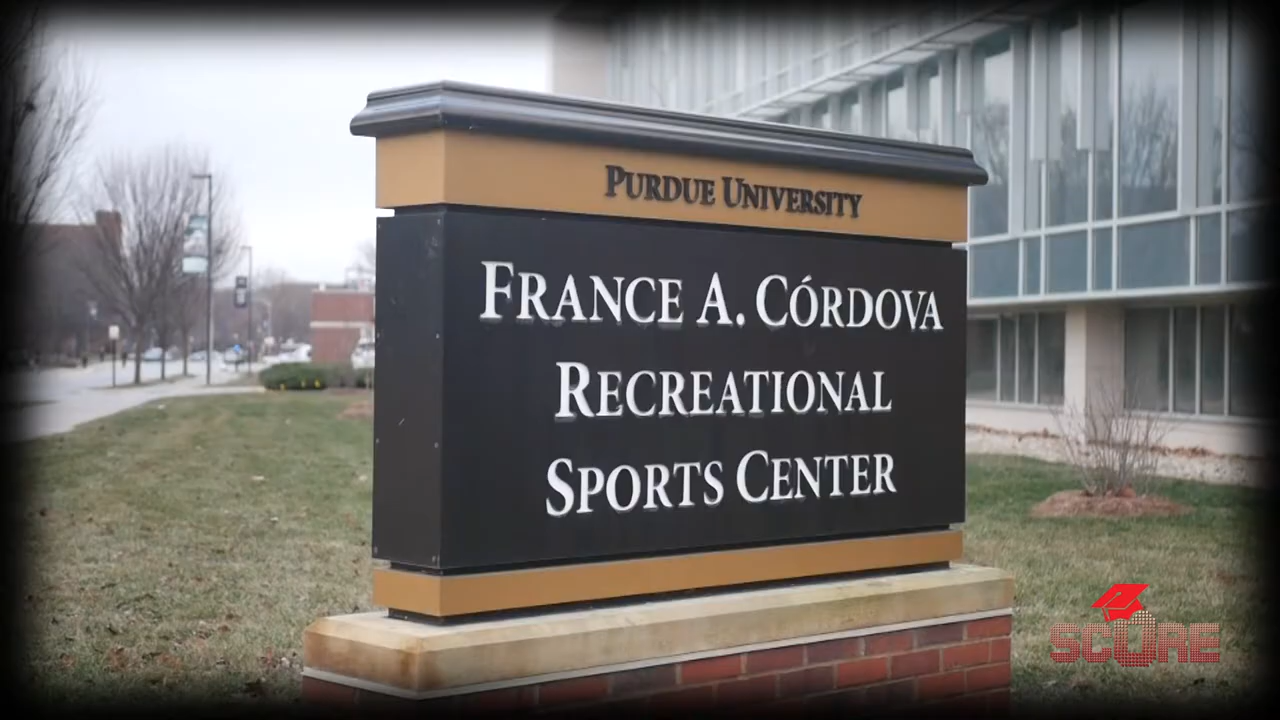 PURDUE UNIVERSITY
FRANCE A. CÓRDOVA
RECREATIONAL
SPORTS CENTER
SCORE